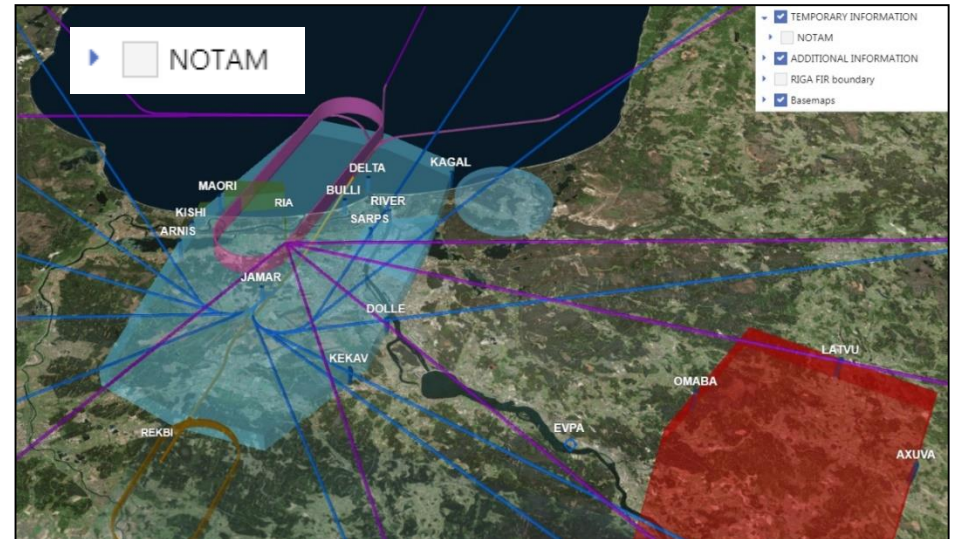 NOTAM
TEMPORARY INFORMATION
NOTAM
ADDITIONAL INFORMATION
RIGA FIR boundary
Basemaps
DELTA
KAGAL
MAORI
BULLI
RIA
RIVER
KISHI
SARPS
ARNIS
JAMAR
DOLLE
KEKAV
LATVU
OMABA
EVPA
REKBI
AXUVA